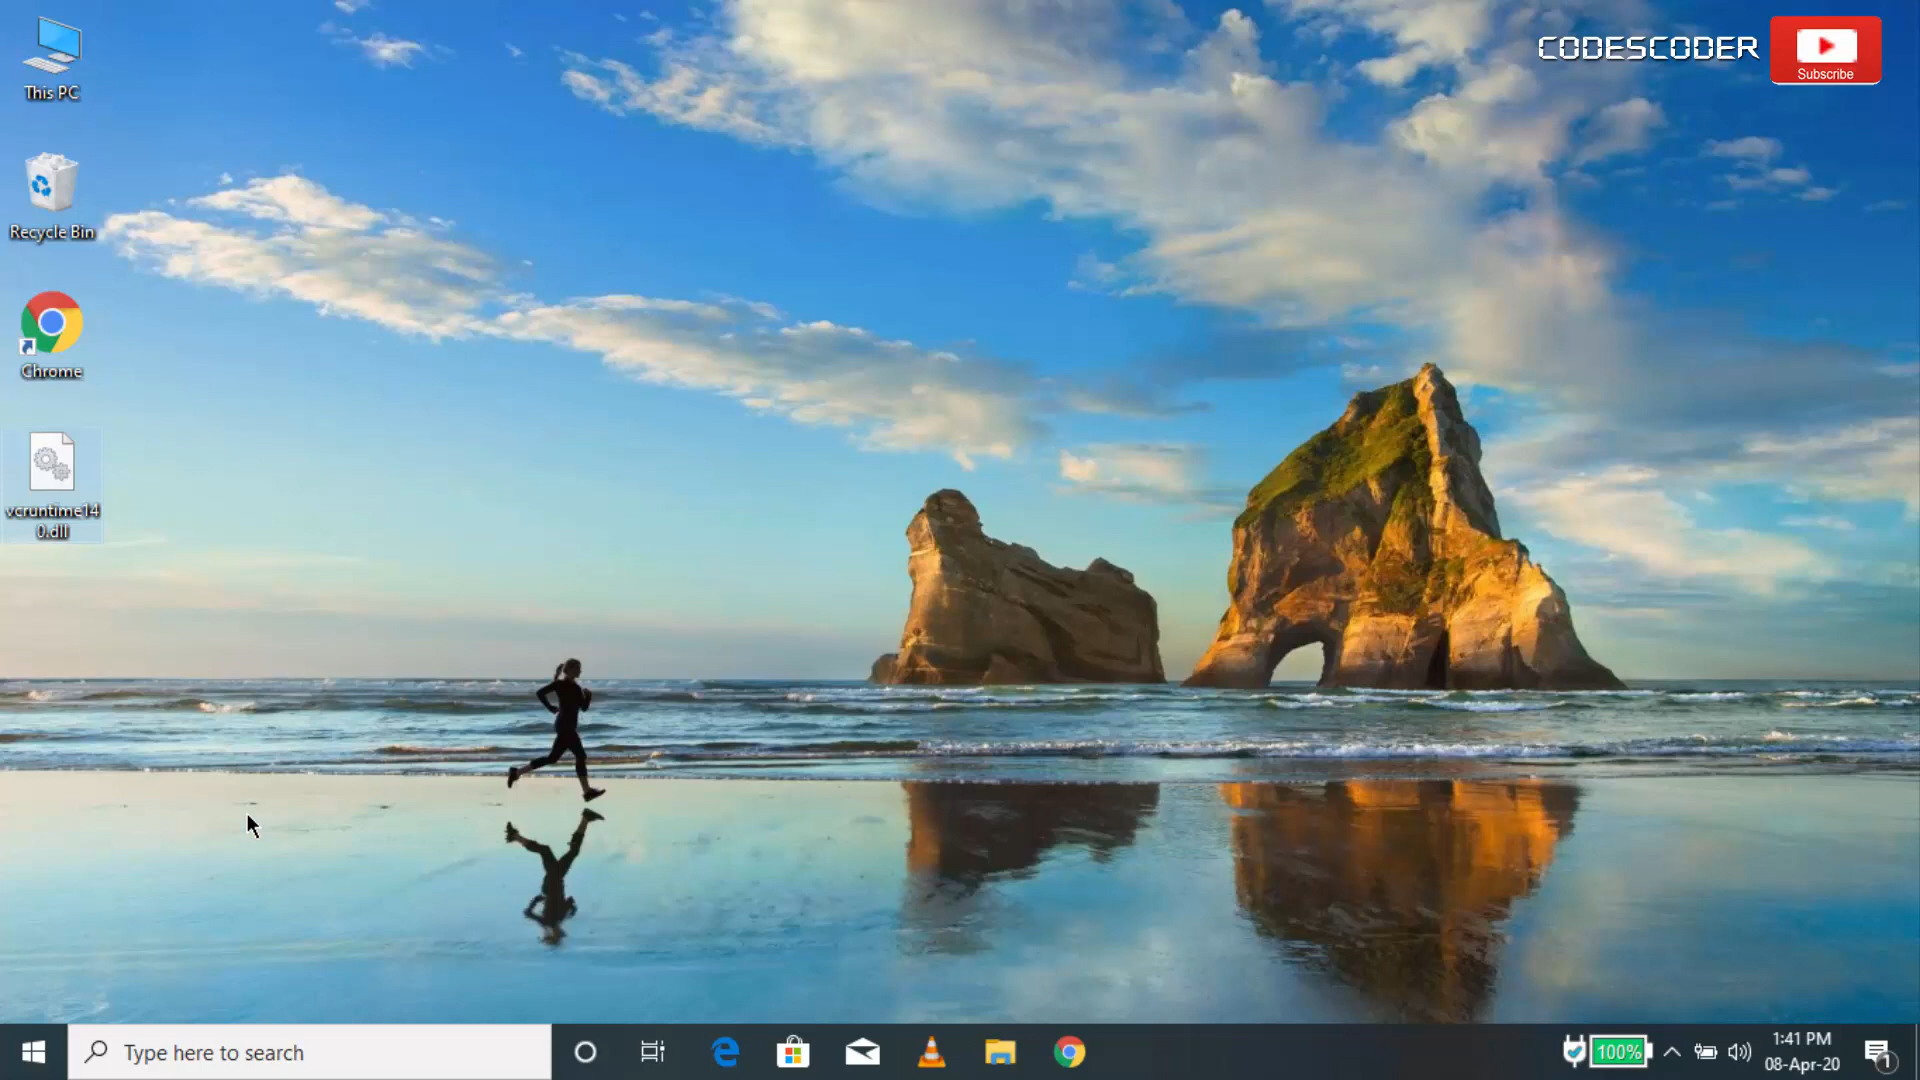 CODESCODER
Subscribe
This PC
Recycle Bin
Chrome
vcruntime14
0.dll
Type here to search
100%
1:41 PM
08-Apr-20
1